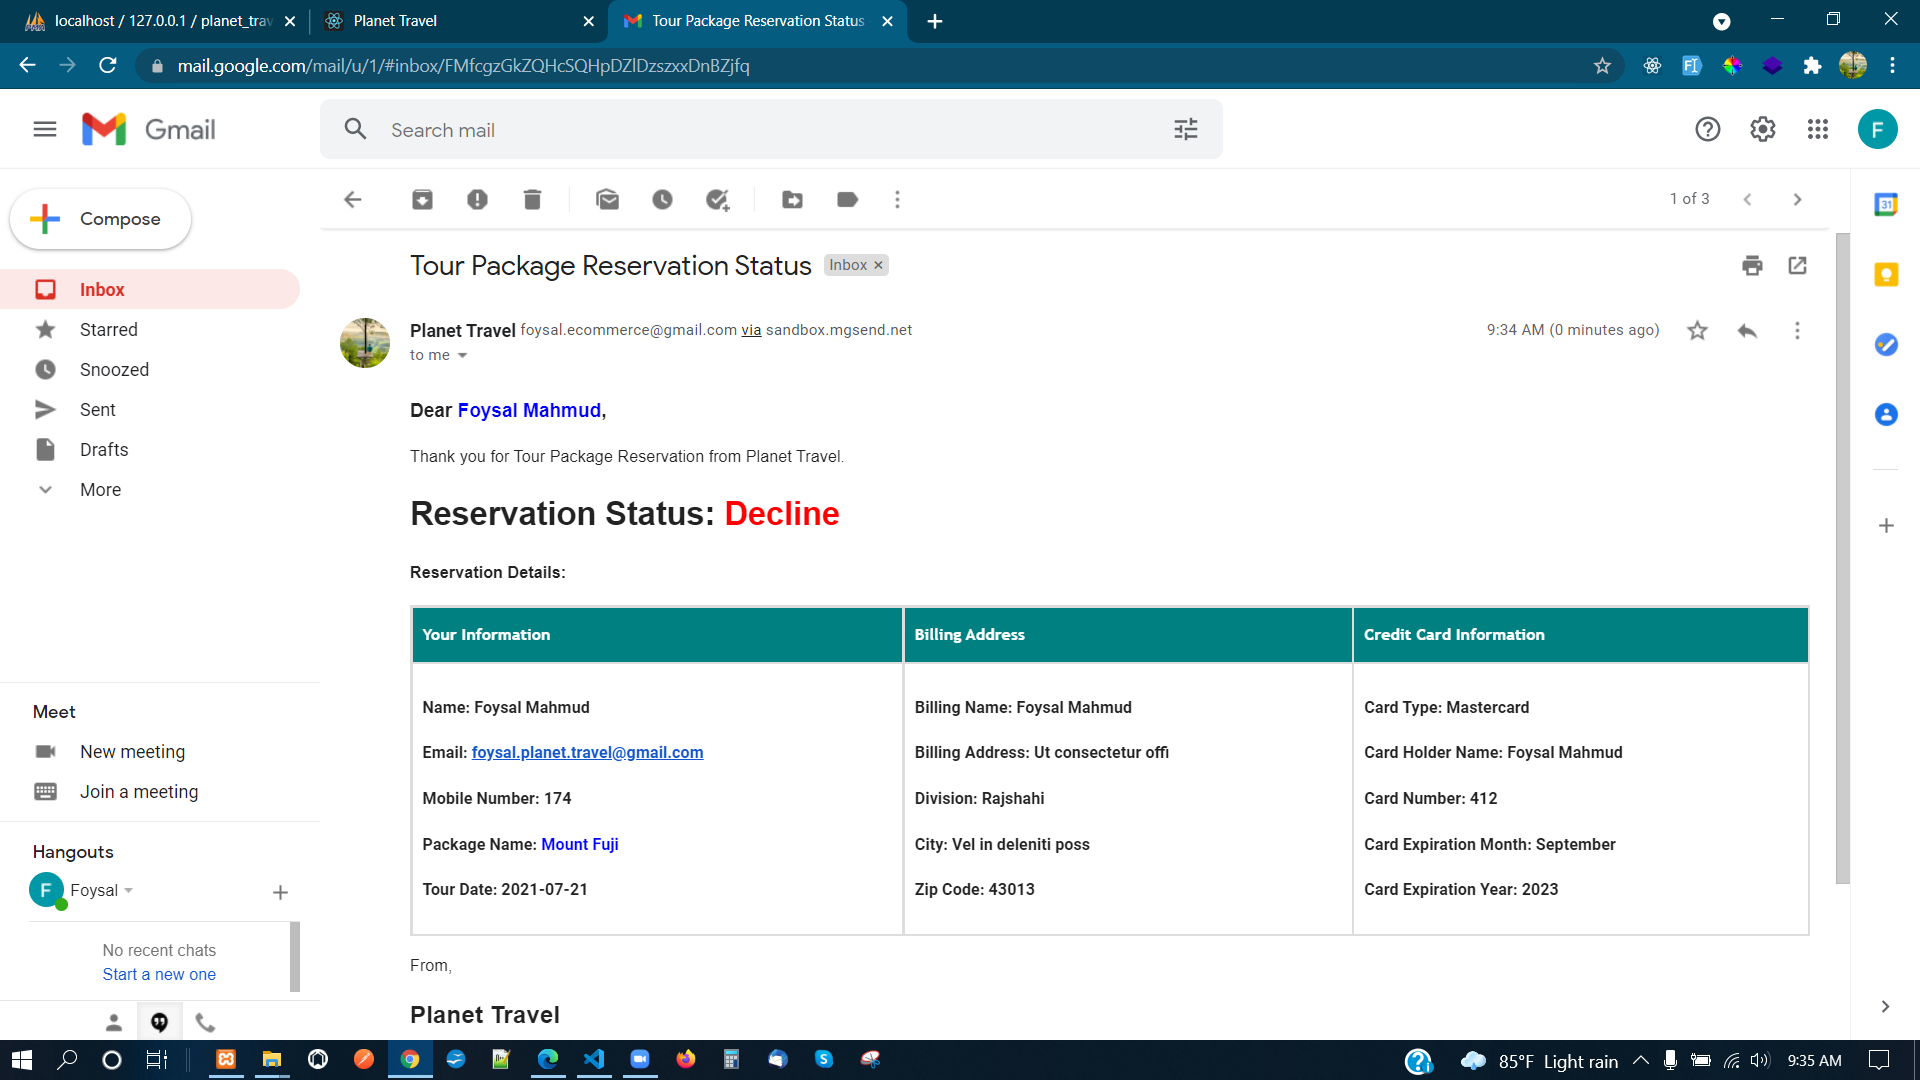 localhost / 127.0.0.1 / planet_trav
Planet Travel
Tour Package Reservation Status
mail.google.com/mail/u/1/#inbox/FMfcgzGkZQHcSQHpDZlDzszxxDnBZjfq
Gmail
Search mail
F
Compose
1 of 3
31
Tour Package Reservation Status
Inbox ×
Inbox
Starred
Snoozed
Sent
Drafts
More
Planet Travel foysal.ecommerce@gmail.com via sandbox.mgsend.net
9:34 AM (0 minutes ago)
to me
Dear Foysal Mahmud,
Thank you for Tour Package Reservation from Planet Travel.
Reservation Status: Decline
Reservation Details:
Your Information
Billing Address
Credit Card Information
Name: Foysal Mahmud
Billing Name: Foysal Mahmud
Card Type: Mastercard
Email: foysal.planet.travel@gmail.com
Billing Address: Ut consectetur offi
Card Holder Name: Foysal Mahmud
Mobile Number: 174
Division: Rajshahi
Card Number: 412
Package Name: Mount Fuji
City: Vel in deleniti poss
Card Expiration Month: September
Tour Date: 2021-07-21
Zip Code: 43013
Card Expiration Year: 2023
From,
Planet Travel
Meet
New meeting
Join a meeting
Hangouts
F
Foysal
No recent chats
Start a new one
85°F Light rain
9:35 AM